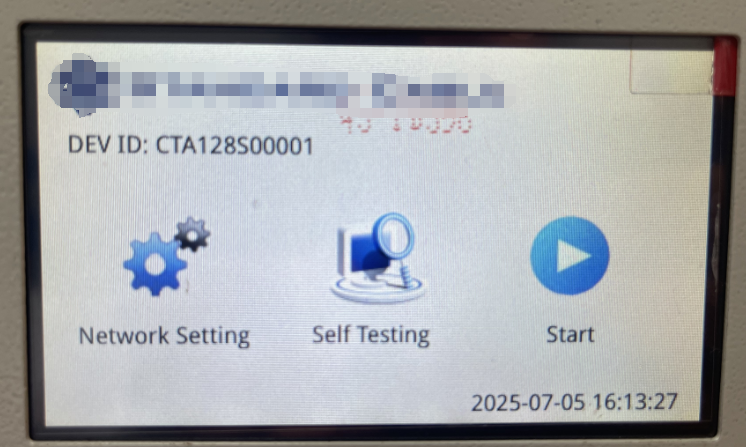 DEV ID: CTA128S00001
Network Setting
Self Testing
Start
2025-07-05 16:13:27